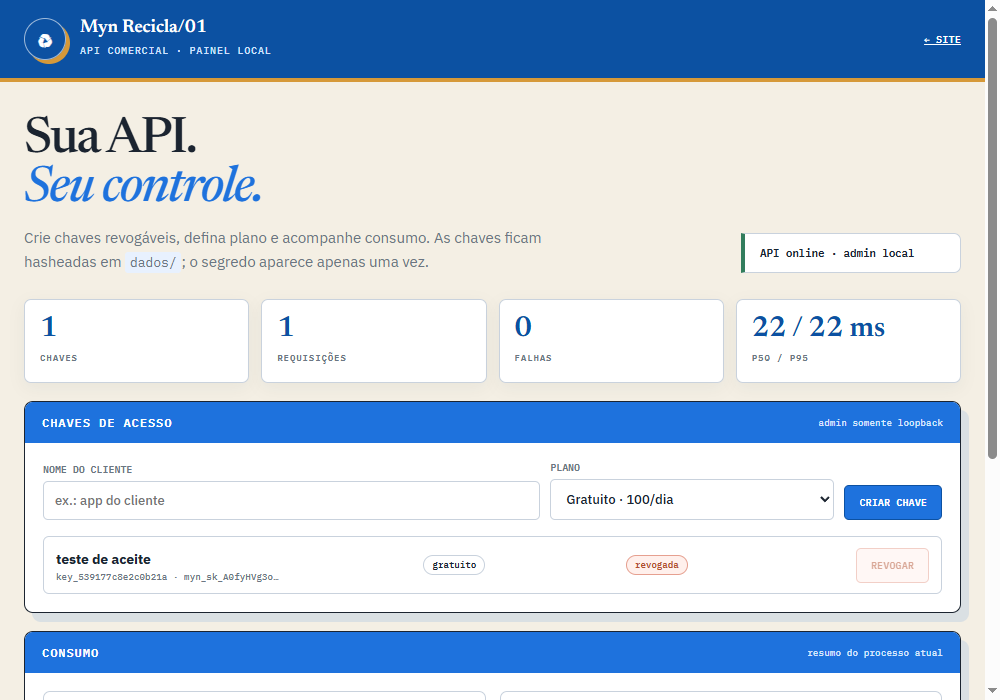 Myn Recicla/01
API COMERCIAL · PAINEL LOCAL
← SITE
Sua API.
Seu controle.
Crie chaves revogáveis, defina plano e acompanhe consumo. As chaves ficam
hasheadas em dados/ ; o segredo aparece apenas uma vez.
API online · admin local
1
CHAVES
1
REQUISIÇÕES
0
FALHAS
22 / 22 ms
P50 / P95
CHAVES DE ACESSO
admin somente loopback
NOME DO CLIENTE
PLANO
ex.: app do cliente
Gratuito · 100/dia
CRIAR CHAVE
teste de aceite
key_539177c8e2c0b21a · myn_sk_A0fyHVg3o…
gratuito
revogada
REVOGAR
CONSUMO
resumo do processo atual